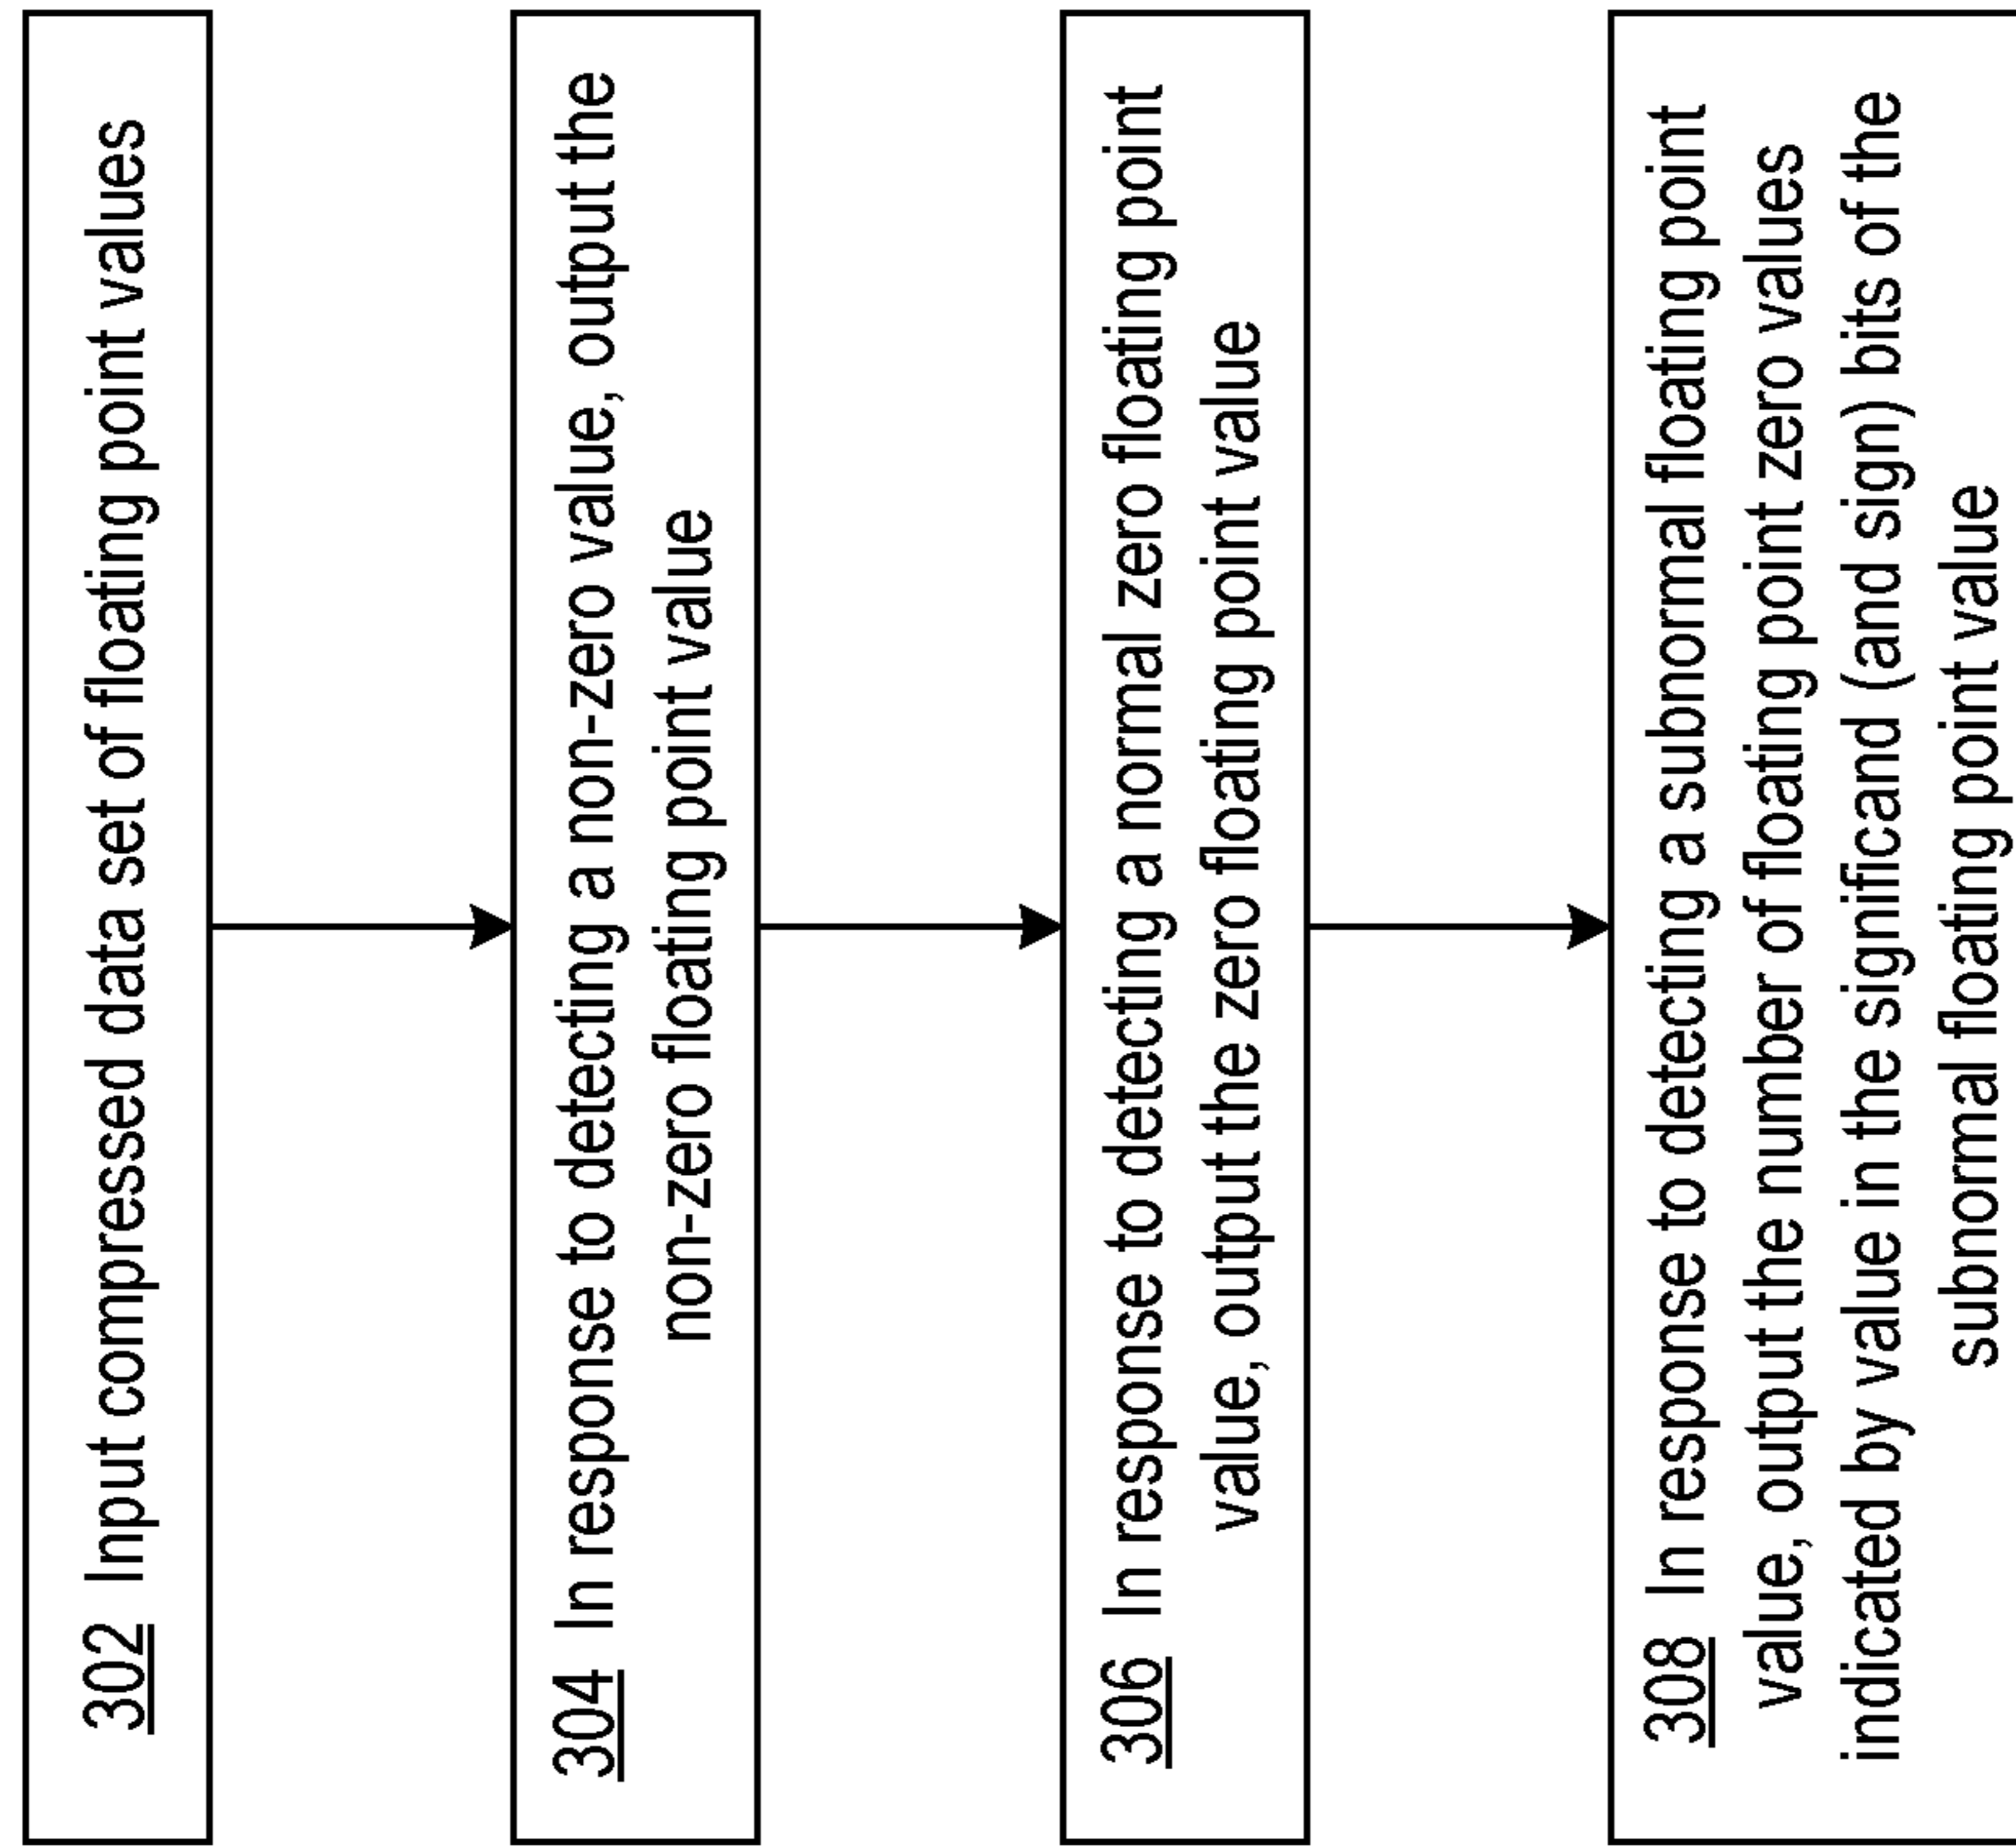 302 Input compressed data set of floating point values
304 In response to detecting a non-zero value, output the
non-zero floating point value
306 In response to detecting a normal zero floating point
value, output the zero floating point value
308 In response to detecting a subnormal floating point
value, output the number of floating point zero values
indicated by value in the significand (and sign) bits of the
subnormal floating point value